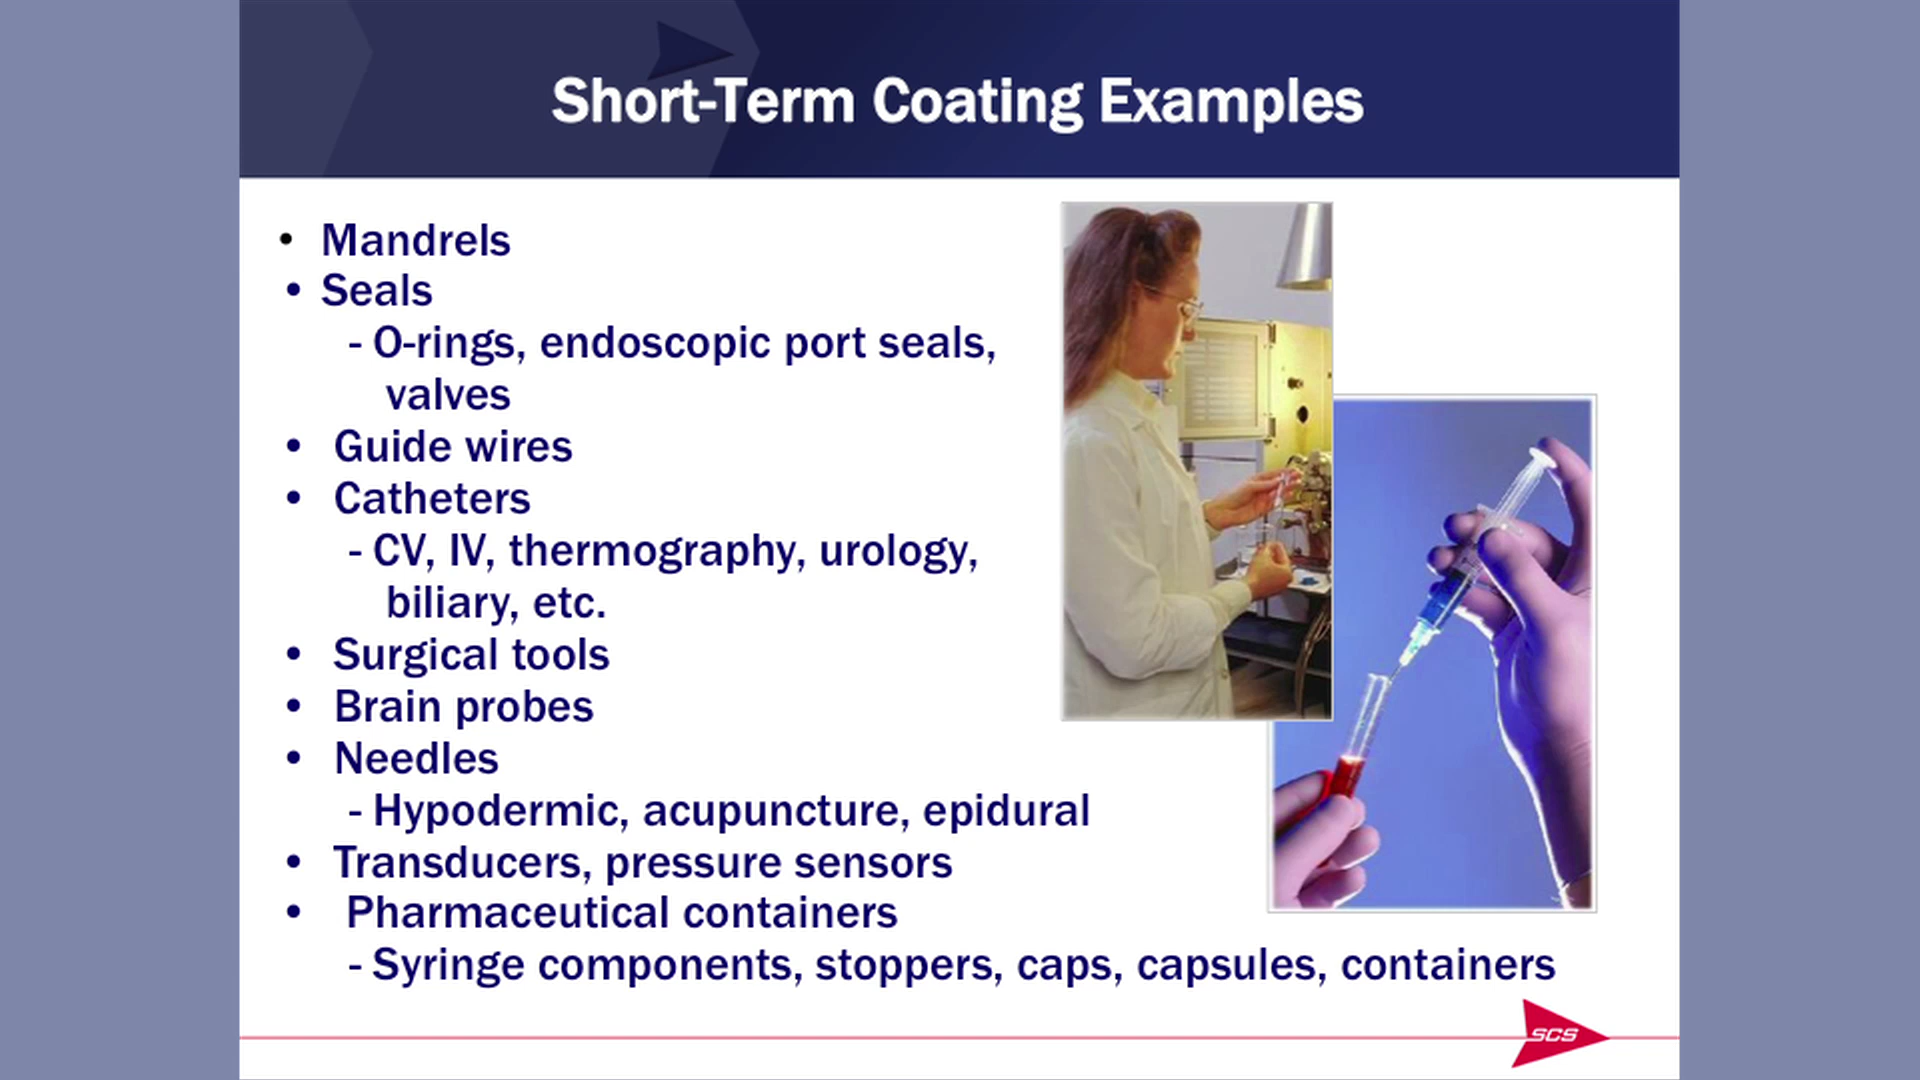 Short-Term Coating Examples
• Mandrels
• Seals
- O-rings, endoscopic port seals,
valves
• Guide wires
• Catheters
- CV, IV, thermography, urology,
biliary, etc.
• Surgical tools
• Brain probes
• Needles
- Hypodermic, acupuncture, epidural
• Transducers, pressure sensors
• Pharmaceutical containers
- Syringe components, stoppers, caps, capsules, containers
SCS